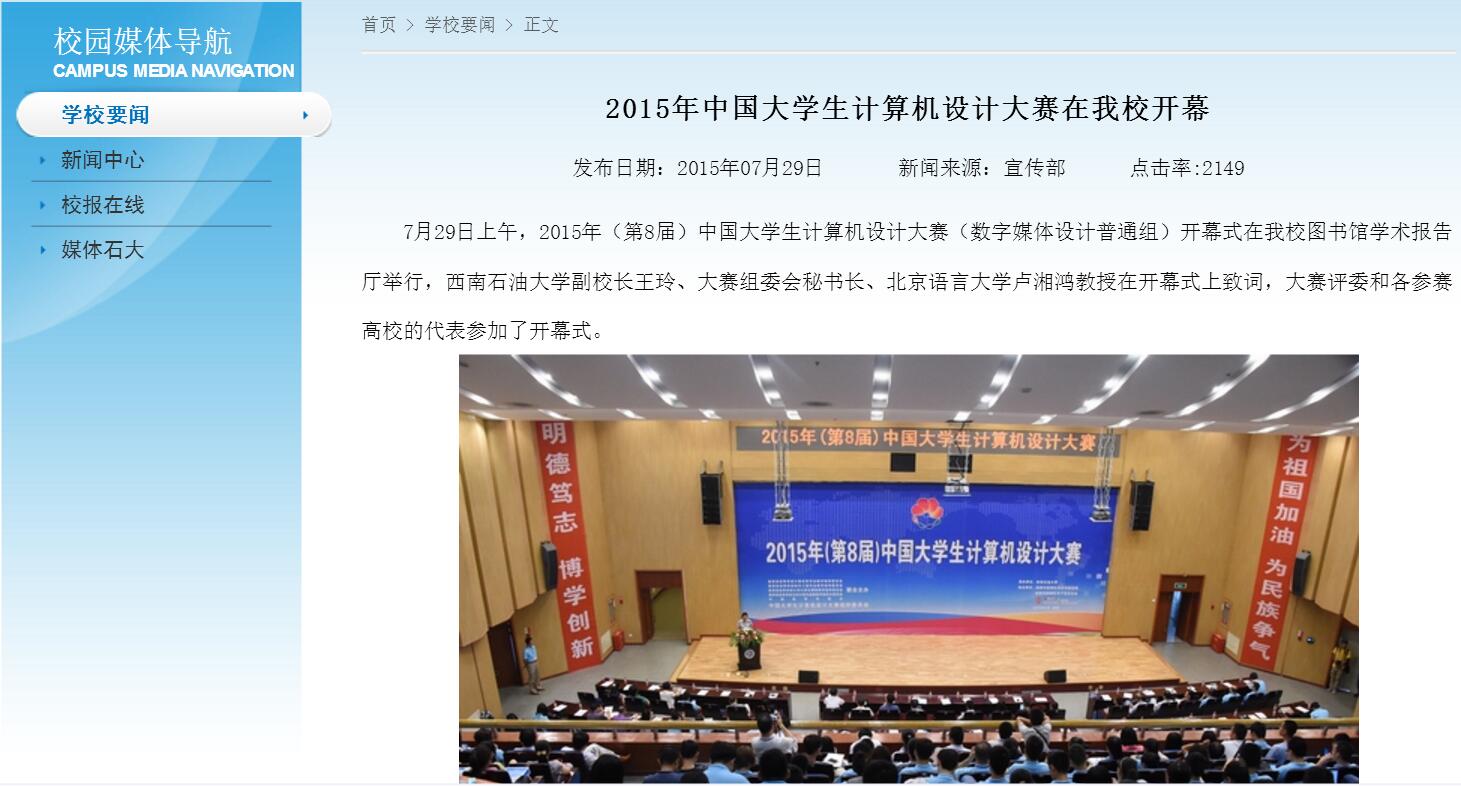 校园媒体导航
CAMPUS MEDIA NAVIGATION
学校要闻
新闻中心
校报在线
媒体石大
首页 > 学校要闻 > 正文
2015年中国大学生计算机设计大赛在我校开幕
发布日期：2015年07月29日 新闻来源：宣传部 点击率:2149
7月29日上午，2015年（第8届）中国大学生计算机设计大赛（数字媒体设计普通组）开幕式在我校图书馆学术报告
厅举行，西南石油大学副校长王玲、大赛组委会秘书长、北京语言大学卢湘鸿教授在开幕式上致词，大赛评委和各参赛
高校的代表参加了开幕式。
2015年(第8届)中国大学生计算机设计大赛
明德笃志 博学创新
2015年(第8届)中国大学生计算机设计大赛
为祖国加油 为民族争气